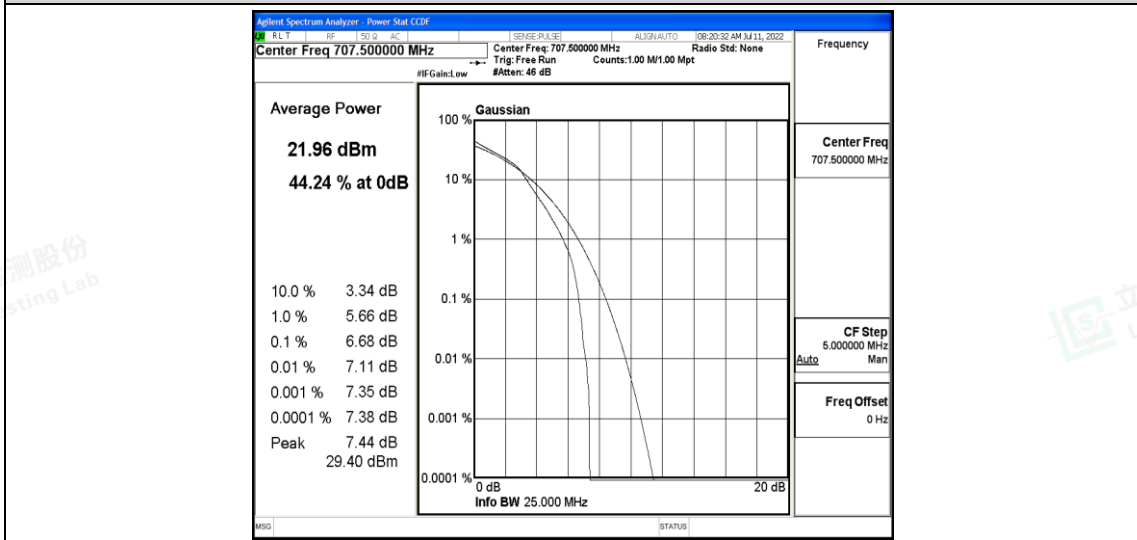 Agilent Spectrum Analyzer - Power Stat CCDF
LXI RLT RF 50 Ω AC SENSE:PULSE ALIGNAUTO 08:20:32 AM Jul 11, 2022
Center Freq 707.500000 MHz
Center Freq: 707.500000 MHz Radio Std: None
Trig: Free Run Counts:1.00 M/1.00 Mpt
#IFGain:Low #Atten: 46 dB
Frequency
Average Power
21.96 dBm
44.24 % at 0dB
10.0 % 3.34 dB
1.0 % 5.66 dB
0.1 % 6.68 dB
0.01 % 7.11 dB
0.001 % 7.35 dB
0.0001 % 7.38 dB
Peak 7.44 dB
29.40 dBm
Gaussian
100 %
10 %
1 %
0.1 %
0.01 %
0.001 %
0.0001 %
0 dB 20 dB
Info BW 25.000 MHz
Center Freq
707.500000 MHz
CF Step
5.000000 MHz
Auto Man
Freq Offset
0 Hz
MSG STATUS
测股份
sting Lab
立